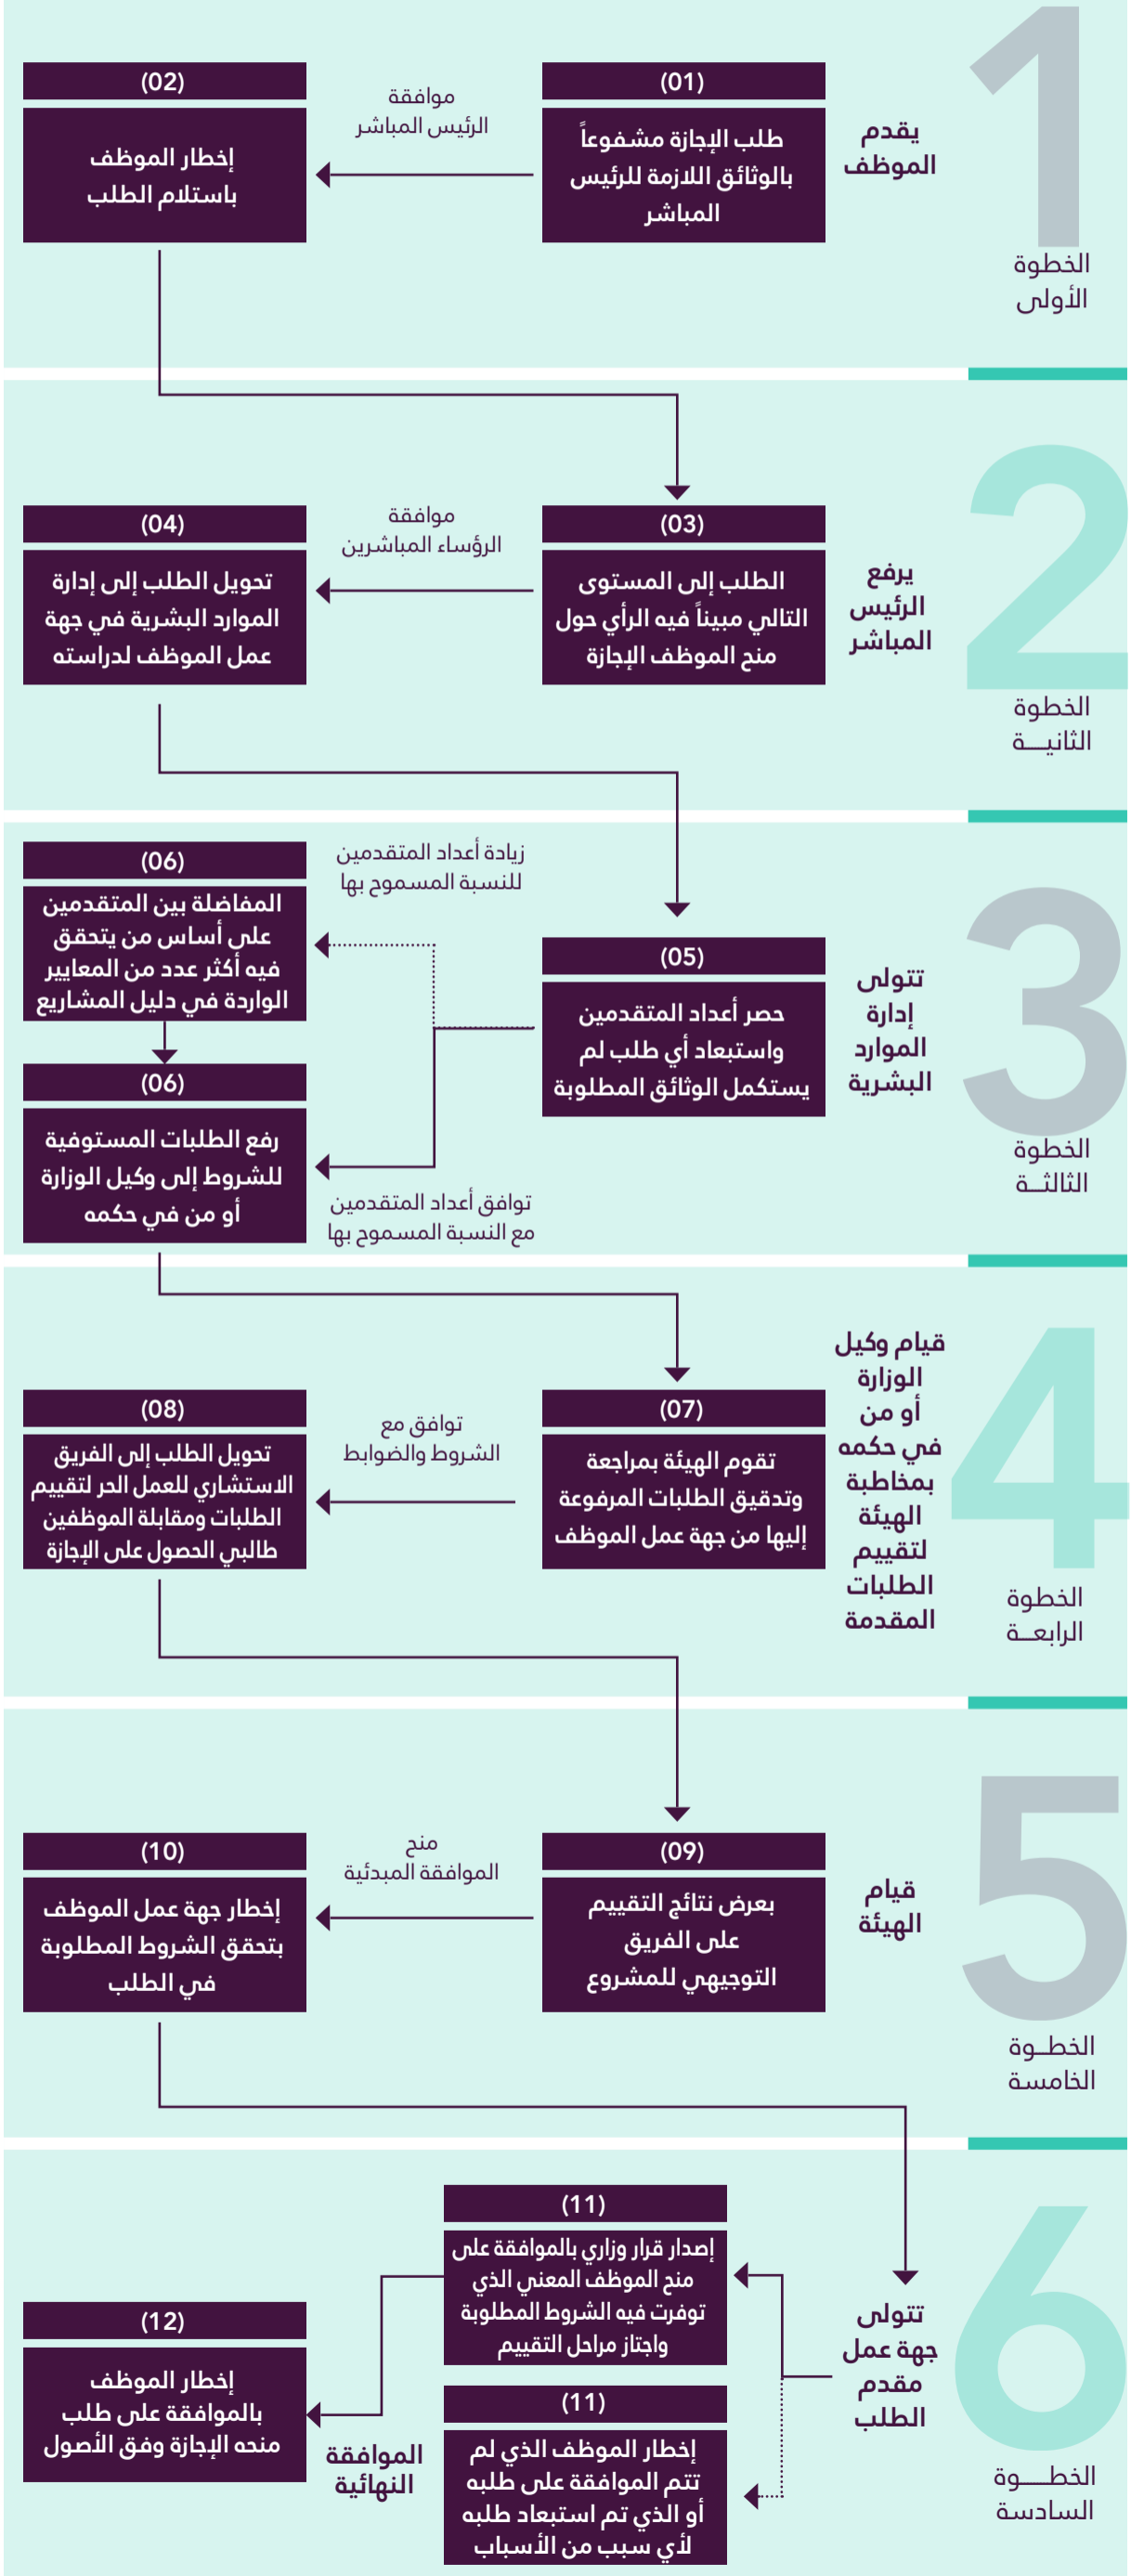 1
الخطوة
الأولى
يقدم
الموظف
(01)
طلب الإجازة مشفوعاً
بالوثائق اللازمة للرئيس
المباشر
موافقة
الرئيس المباشر
(02)
إخطار الموظف
باستلام الطلب
2
الخطوة
الثانيــة
يرفع
الرئيس
المباشر
(03)
الطلب إلى المستوى
التالي مبيناً فيه الرأي حول
منح الموظف الإجازة
موافقة
الرؤساء المباشرين
(04)
تحويل الطلب إلى إدارة
الموارد البشرية في جهة
عمل الموظف لدراسته
3
الخطوة
الثالثــة
تتولى
إدارة
الموارد
البشرية
(05)
حصر أعداد المتقدمين
واستبعاد أي طلب لم
يستكمل الوثائق المطلوبة
زيادة أعداد المتقدمين
للنسبة المسموح بها
(06)
المفاضلة بين المتقدمين
على أساس من يتحقق
فيه أكثر عدد من المعايير
الواردة في دليل المشاريع
توافق أعداد المتقدمين
مع النسبة المسموح بها
(06)
رفع الطلبات المستوفية
للشروط إلى وكيل الوزارة
أو من في حكمه
4
الخطوة
الرابعــة
قيام وكيل
الوزارة
أو من
في حكمه
بمخاطبة
الهيئة
لتقييم
الطلبات
المقدمة
(07)
تقوم الهيئة بمراجعة
وتدقيق الطلبات المرفوعة
إليها من جهة عمل الموظف
توافق مع
الشروط والضوابط
(08)
تحويل الطلب إلى الفريق
الاستشاري للعمل الحر لتقييم
الطلبات ومقابلة الموظفين
طالبي الحصول على الإجازة
5
الخطــوة
الخامسة
قيام
الهيئة
(09)
بعرض نتائج التقييم
على الفريق
التوجيهي للمشروع
منح
الموافقة المبدئية
(10)
إخطار جهة عمل الموظف
بتحقق الشروط المطلوبة
في الطلب
6
الخطــوة
السادسة
تتولى
جهة عمل
مقدم
الطلب
(11)
إصدار قرار وزاري بالموافقة على
منح الموظف المعني الذي
توفرت فيه الشروط المطلوبة
واجتاز مراحل التقييم
(11)
إخطار الموظف الذي لم
تتم الموافقة على طلبه
أو الذي تم استبعاد طلبه
لأي سبب من الأسباب
الموافقة
النهائية
(12)
إخطار الموظف
بالموافقة على طلب
منحه الإجازة وفق الأصول